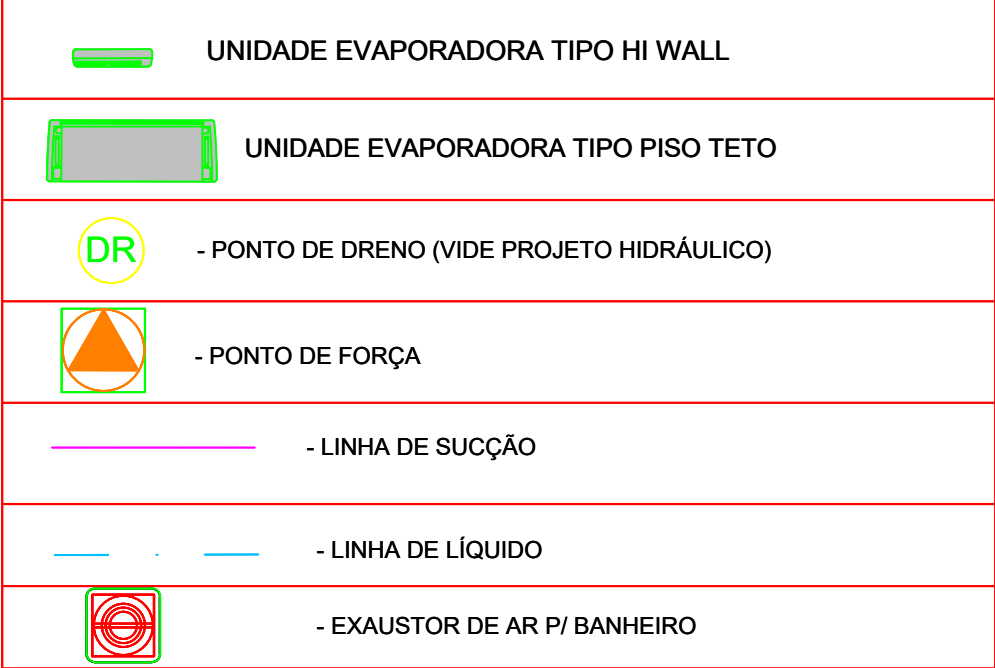 UNIDADE EVAPORADORA TIPO HI WALL
UNIDADE EVAPORADORA TIPO PISO TETO
DR - PONTO DE DRENO (VIDE PROJETO HIDRÁULICO)
- PONTO DE FORÇA
- LINHA DE SUCÇÃO
- LINHA DE LÍQUIDO
- EXAUSTOR DE AR P/ BANHEIRO